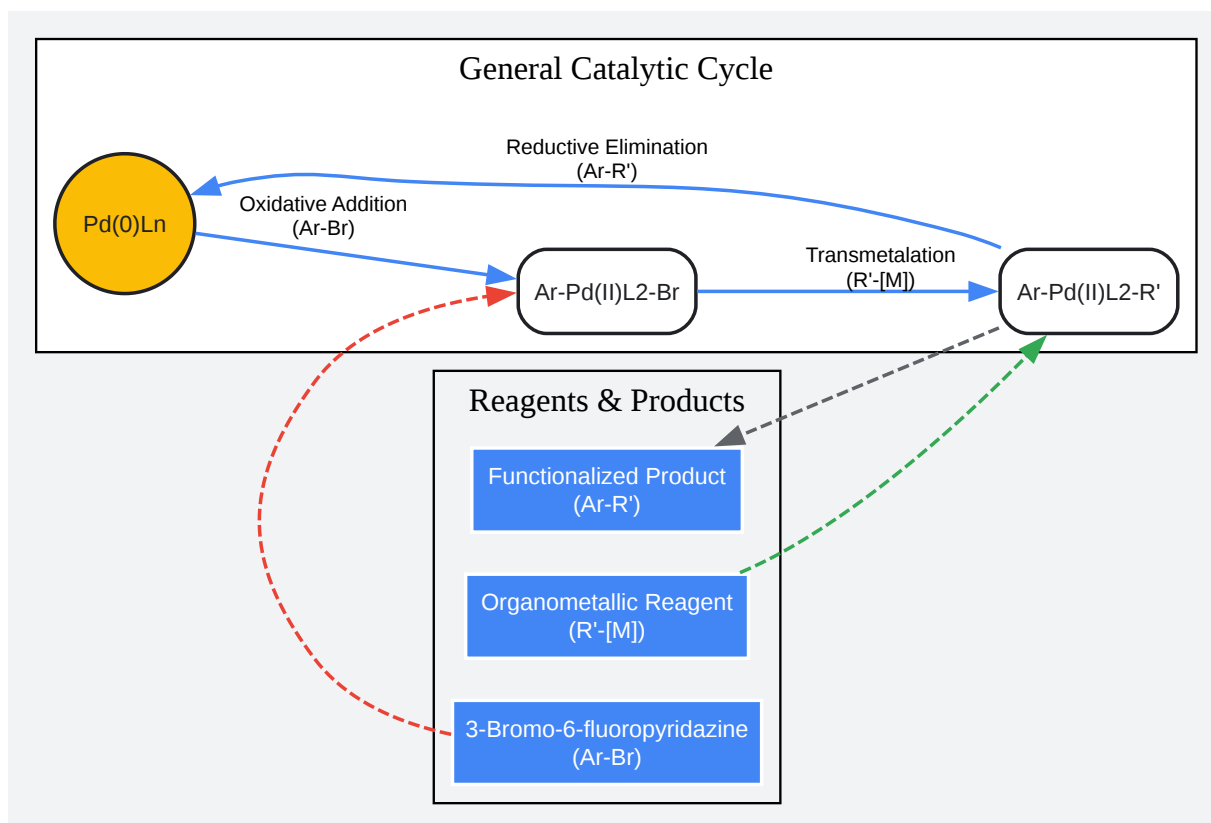 General Catalytic Cycle
Reductive Elimination
(Ar-R')
Oxidative Addition
(Ar-Br)
Pd(0)Ln
Transmetalation
(R'-[M])
Ar-Pd(II)L2-Br
Ar-Pd(II)L2-R'
Reagents & Products
Functionalized Product
(Ar-R')
Organometallic Reagent
(R'-[M])
3-Bromo-6-fluoropyridazine
(Ar-Br)